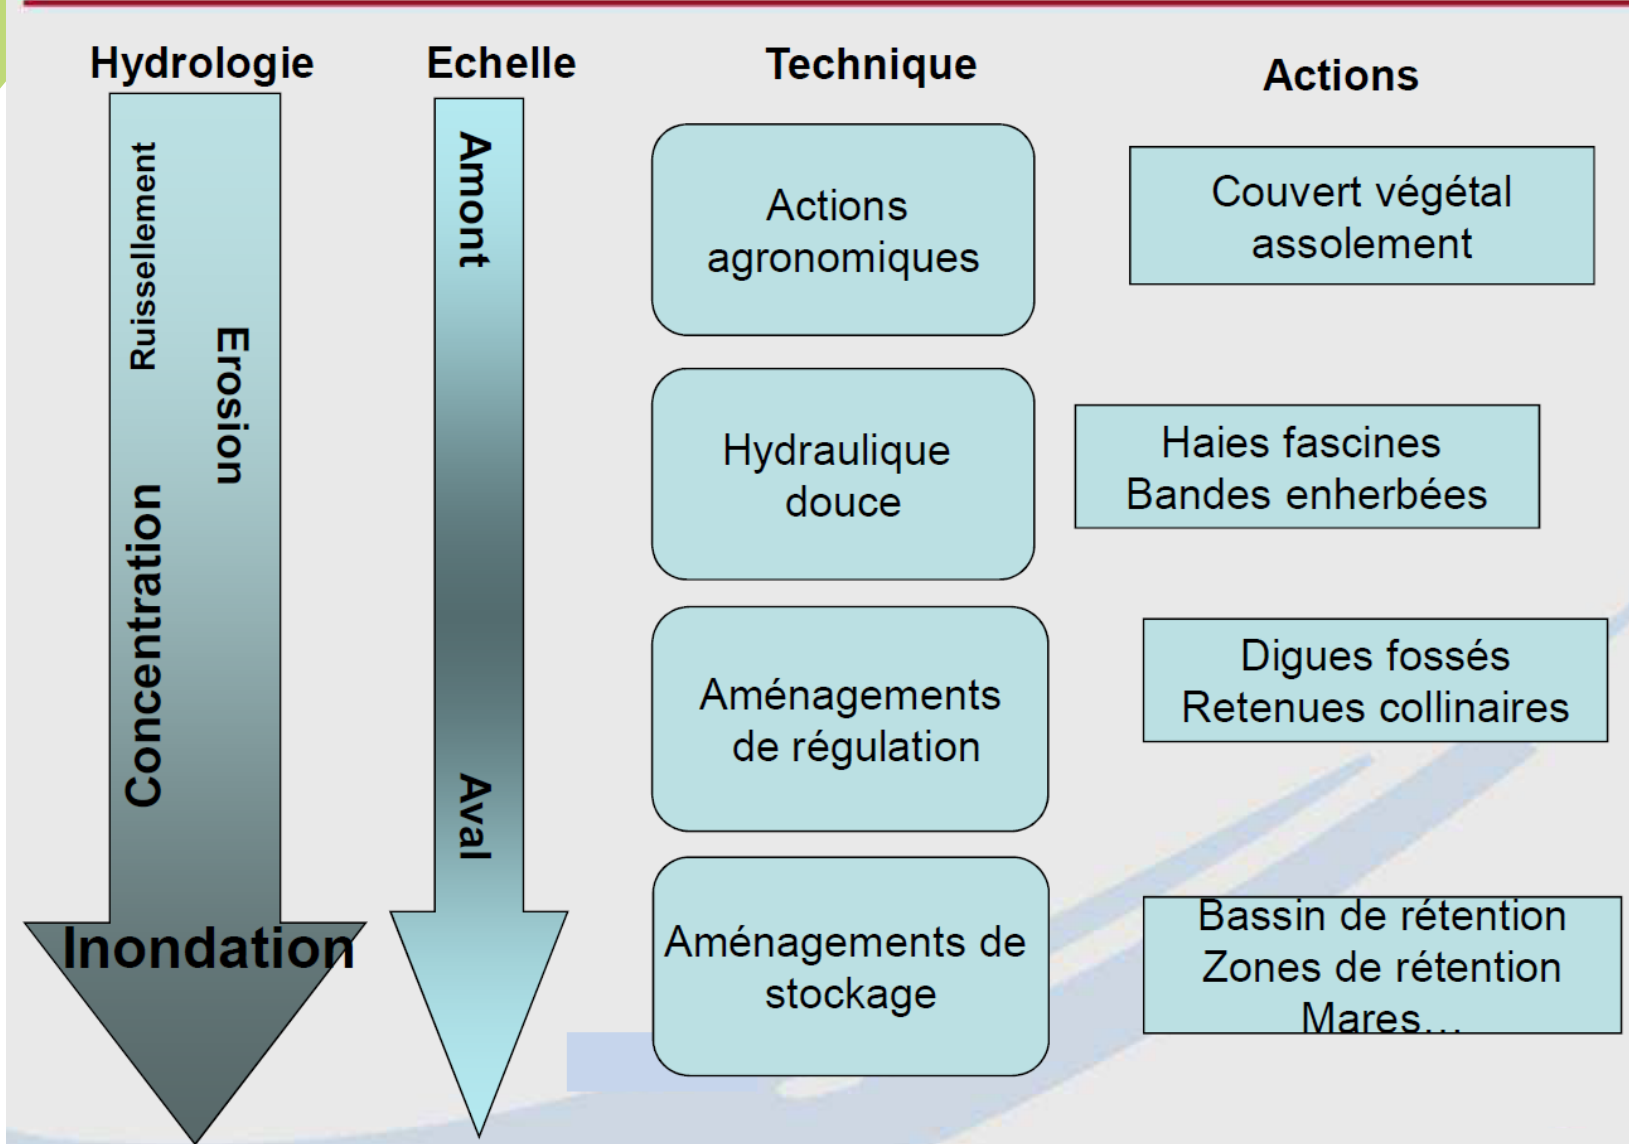 Hydrologie
Echelle
Technique
Actions
Ruissellement
Erosion
Concentration
Inondation
Amont
Aval
Actions
agronomiques
Couvert végétal
assolement
Hydraulique
douce
Haies fascines
Bandes enherbées
Aménagements
de régulation
Digues fossés
Retenues collinaires
Aménagements de
stockage
Bassin de rétention
Zones de rétention
Mares...